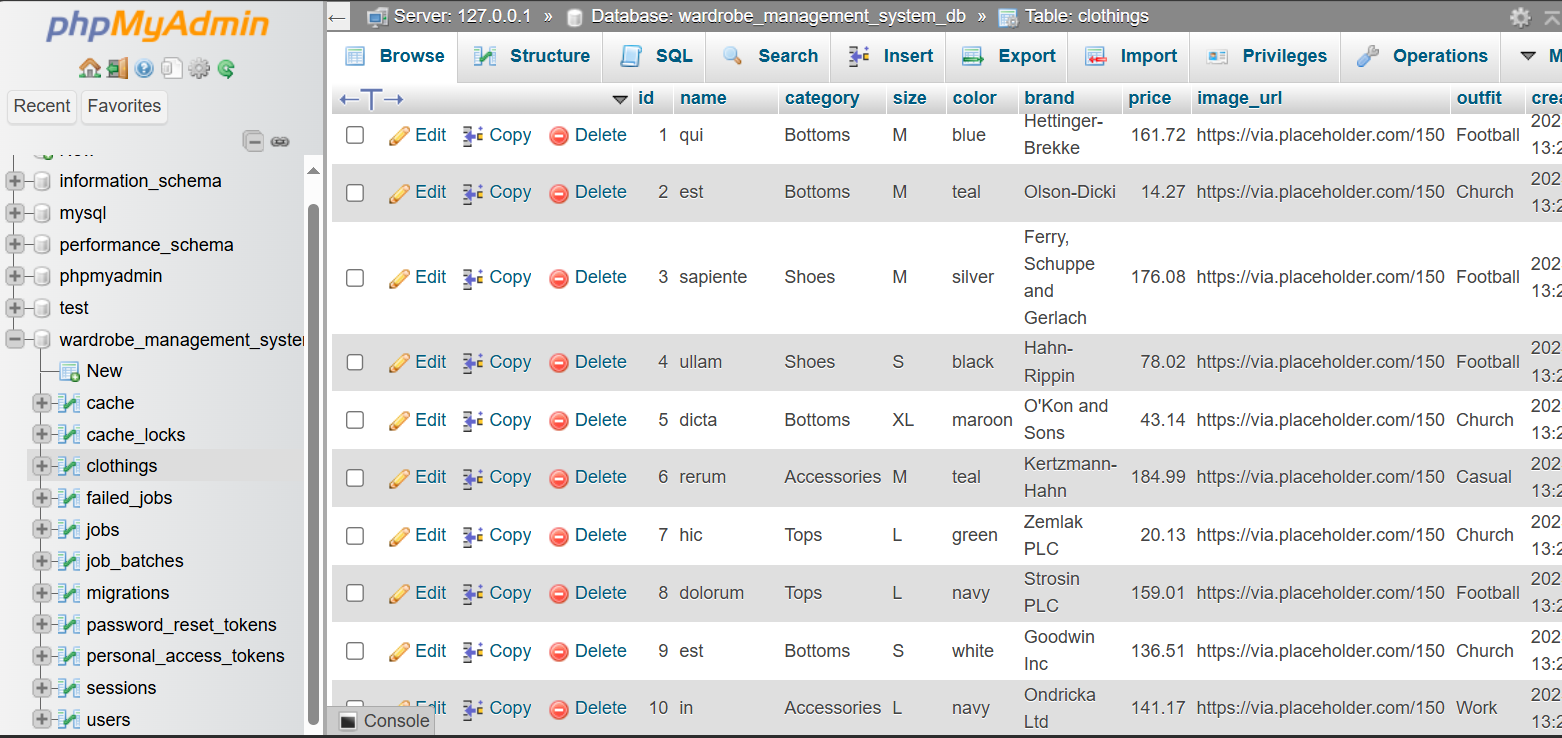 phpMyAdmin
Recent Favorites
information_schema
mysql
performance_schema
phpmyadmin
test
wardrobe_management_syste
New
cache
cache_locks
clothings
failed_jobs
jobs
job_batches
migrations
password_reset_tokens
personal_access_tokens
sessions
users
Server: 127.0.0.1 » Database: wardrobe_management_system_db » Table: clothings
Browse Structure SQL Search Insert Export Import Privileges Operations M
id name category size color brand price image_url outfit crea
Edit Copy Delete 1 qui Bottoms M blue Hettinger-Brekke 161.72 https://via.placeholder.com/150 Football 202
13:2
Edit Copy Delete 2 est Bottoms M teal Olson-Dicki 14.27 https://via.placeholder.com/150 Church 202
13:2
Edit Copy Delete 3 sapiente Shoes M silver Ferry, Schuppe and Gerlach 176.08 https://via.placeholder.com/150 Football 202
13:2
Edit Copy Delete 4 ullam Shoes S black Hahn-Rippin 78.02 https://via.placeholder.com/150 Football 202
13:2
Edit Copy Delete 5 dicta Bottoms XL maroon O'Kon and Sons 43.14 https://via.placeholder.com/150 Church 202
13:2
Edit Copy Delete 6 rerum Accessories M teal Kertzmann-Hahn 184.99 https://via.placeholder.com/150 Casual 202
13:2
Edit Copy Delete 7 hic Tops L green Zemlak PLC 20.13 https://via.placeholder.com/150 Church 202
13:2
Edit Copy Delete 8 dolorum Tops L navy Strosin PLC 159.01 https://via.placeholder.com/150 Football 202
13:2
Edit Copy Delete 9 est Bottoms S white Goodwin Inc 136.51 https://via.placeholder.com/150 Church 202
13:2
Edit Copy Delete 10 in Accessories L navy Ondricka Ltd 141.17 https://via.placeholder.com/150 Work 202
13:2
Console